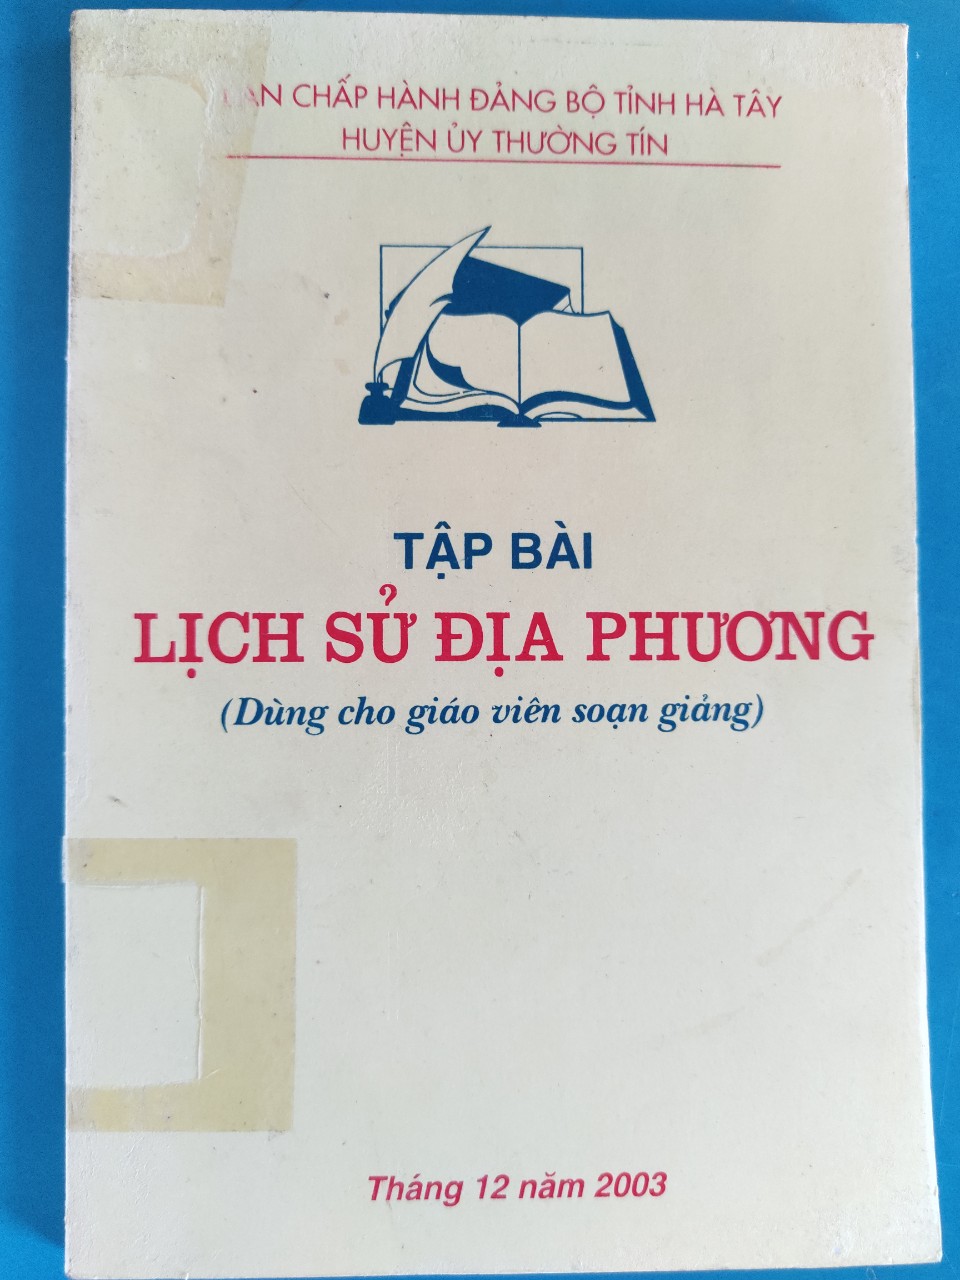 CHẤP HÀNH ĐẢNG BỘ TỈNH HÀ TÂY
HUYỆN ỦY THƯỜNG TÍN
TẬP BÀI
LỊCH SỬ ĐỊA PHƯƠNG
(Dùng cho giáo viên soạn giảng)
Tháng 12 năm 2003